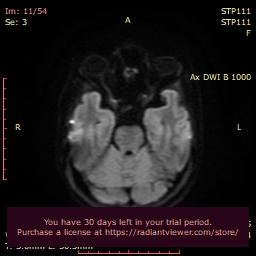 Im: 11/54
Se: 3
A
STP111
STP111
F
Ax DWI B 1000
R
L
You have 30 days left in your trial period.
Purchase a license at https://radiantviewer.com/store/